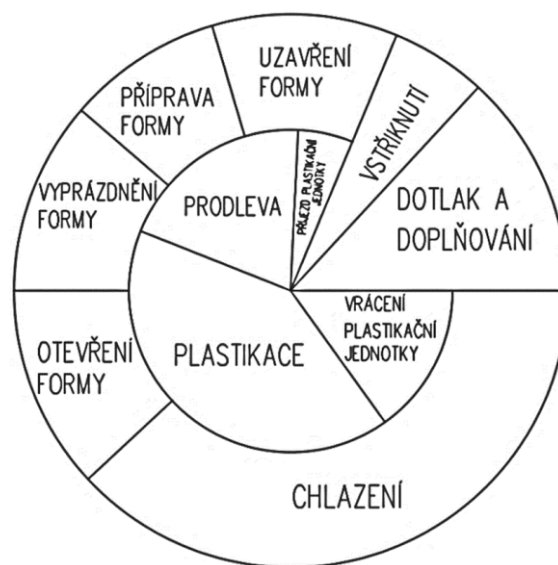 UZAVŘENÍ
FORMY
PŘÍPRAVA
FORMY
VSTŘIKNUTÍ
VYPRÁZDNĚNÍ
FORMY
PRODLEVA
PŘÍJEZD PLASTIKAČNÍ
JEDNOTKY
DOTLAK A
DOPLŇOVÁNÍ
VRÁCENÍ
PLASTIKAČNÍ
JEDNOTKY
OTEVŘENÍ
FORMY
PLASTIKACE
CHLAZENÍ